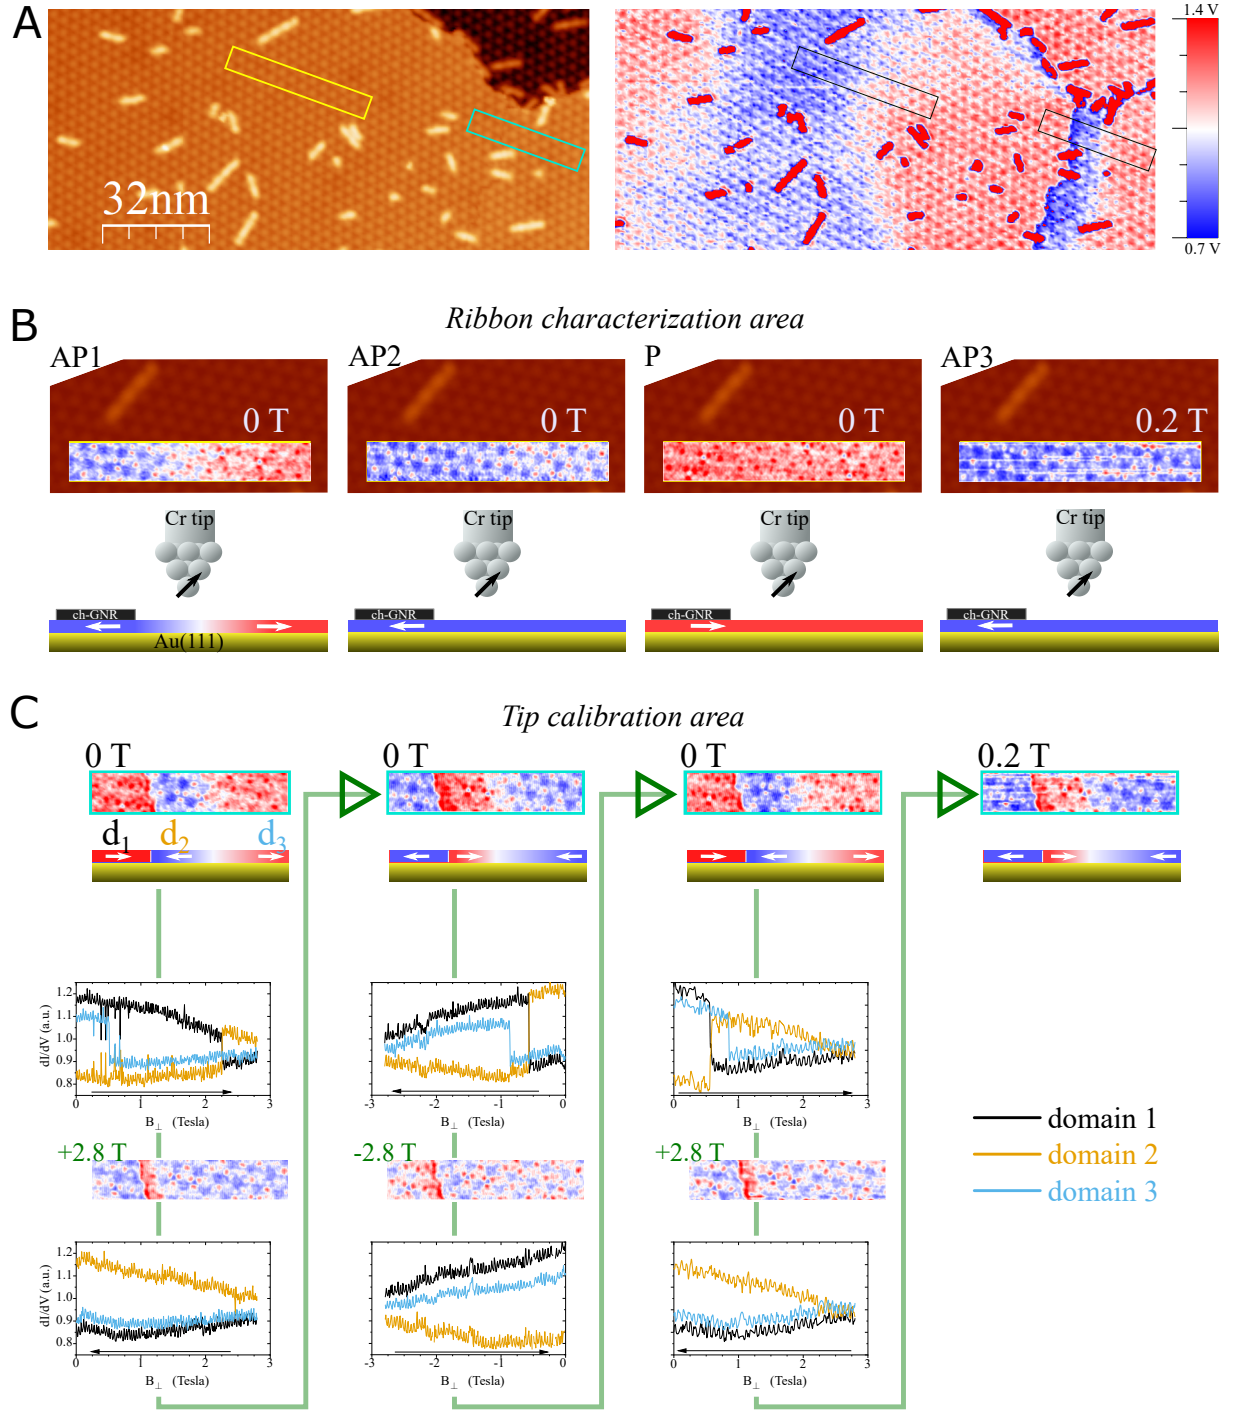 A
32nm
1.4 V
0.7 V
B
Ribbon characterization area
AP1
AP2
P
AP3
0 T
0 T
0 T
0.2 T
Cr tip
Cr tip
Cr tip
Cr tip
ch-GNR
ch-GNR
ch-GNR
ch-GNR
Au(111)
C
Tip calibration area
0 T
0 T
0 T
0.2 T
d1
d2
d3
dI/dV (a.u.)
1.2
1.1
1.0
0.9
0.8
0 1 2 3
B⊥ (Tesla)
-3 -2 -1 0
B⊥ (Tesla)
0 1 2 3
B⊥ (Tesla)
domain 1
domain 2
domain 3
+2.8 T
-2.8 T
+2.8 T
dI/dV (a.u.)
1.2
1.1
1.0
0.9
0.8
0 1 2 3
B⊥ (Tesla)
-3 -2 -1 0
B⊥ (Tesla)
0 1 2 3
B⊥ (Tesla)